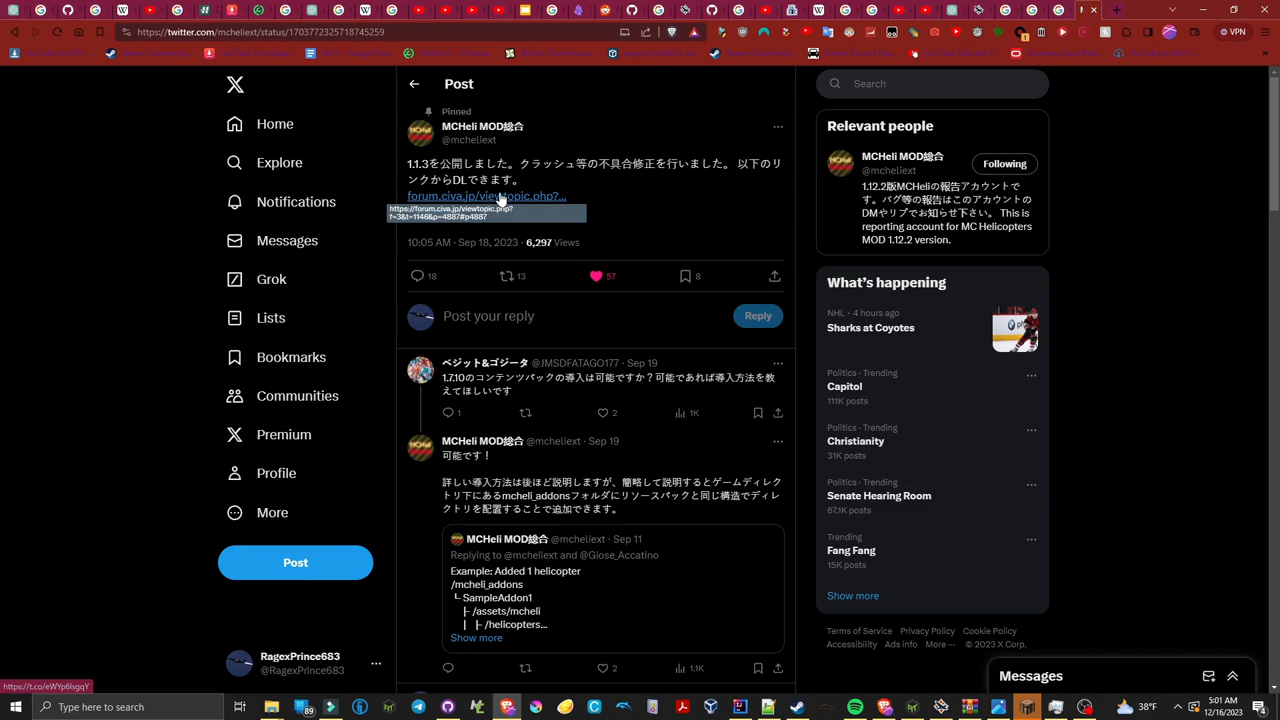 https://twitter.com/mcheliext/status/1703772325718745259
VPN
Post
Search
Home
Explore
Notifications
Messages
Grok
Lists
Bookmarks
Communities
Premium
Profile
More
Post
RagexPrince683
@RagexPrince683
https://t.co/eWYp6lsgqY
Pinned
MCHeli MOD総合
@mcheliext
1.1.3を公開しました。クラッシュ等の不具合修正を行いました。 以下のリ
ンクからDLできます。
forum.civa.jp/viewtopic.php?...
https://forum.civa.jp/viewtopic.php?
f=3&t=1146&p=4887#p4887
10:05 AM · Sep 18, 2023 · 6,297 Views
18
13
57
8
Post your reply
Reply
ベジット&ゴジータ @JMSDFATAGO177 · Sep 19
1.7.10のコンテンツパックの導入は可能ですか？可能であれば導入方法を教
えてほしいです
1
2
1K
MCHeli MOD総合 @mcheliext · Sep 19
可能です！
詳しい導入方法は後ほど説明しますが、簡略して説明するとゲームディレク
トリ下にあるmcheli_addonsフォルダにリソースパックと同じ構造でディレ
クトリを配置することで追加できます。
MCHeli MOD総合 @mcheliext · Sep 11
Replying to @mcheliext and @Giose_Accatino
Example: Added 1 helicopter
/mcheli_addons
┗ SampleAddon1
┣ /assets/mcheli
| ┣ /helicopters...
Show more
2
1.1K
Relevant people
MCHeli MOD総合
@mcheliext
Following
1.12.2版MCHeliの報告アカウントで
す。バグ等の報告はこのアカウントの
DMやリプでお知らせ下さい。 This is
reporting account for MC Helicopters
MOD 1.12.2 version.
What's happening
NHL · 4 hours ago
Sharks at Coyotes
Politics · Trending
Capitol
111K posts
Politics · Trending
Christianity
31K posts
Politics · Trending
Senate Hearing Room
67.1K posts
Trending
Fang Fang
15K posts
Show more
Terms of Service Privacy Policy Cookie Policy
Accessibility Ads info More ··· © 2023 X Corp.
Messages
Type here to search
89
38°F
5:01 AM
12/16/2023
4